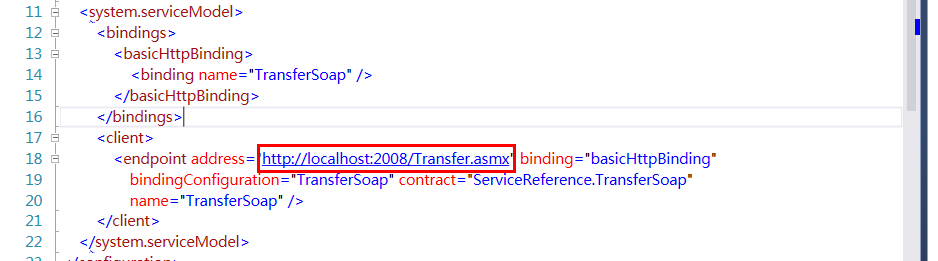 11 <system.serviceModel>
12 <bindings>
13 <basicHttpBinding>
14 <binding name="TransferSoap" />
15 </basicHttpBinding>
16 </bindings>
17 <client>
18 <endpoint address="http://localhost:2008/Transfer.asmx" binding="basicHttpBinding"
19 bindingConfiguration="TransferSoap" contract="ServiceReference.TransferSoap"
20 name="TransferSoap" />
21 </client>
22 </system.serviceModel>
23 </configuration>